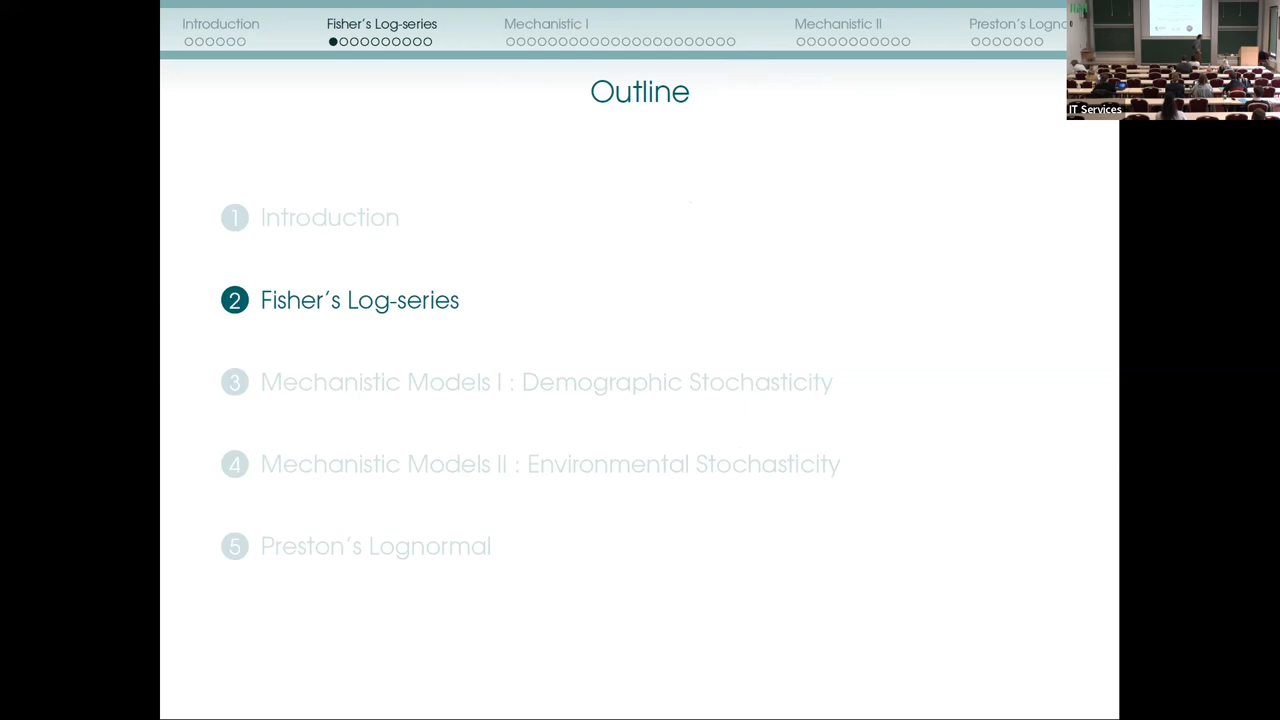 Introduction
Fisher's Log-series
Mechanistic I
Mechanistic II
Preston's Logno
IT Services
Outline
1 Introduction
2 Fisher's Log-series
3 Mechanistic Models I : Demographic Stochasticity
4 Mechanistic Models II : Environmental Stochasticity
5 Preston's Lognormal